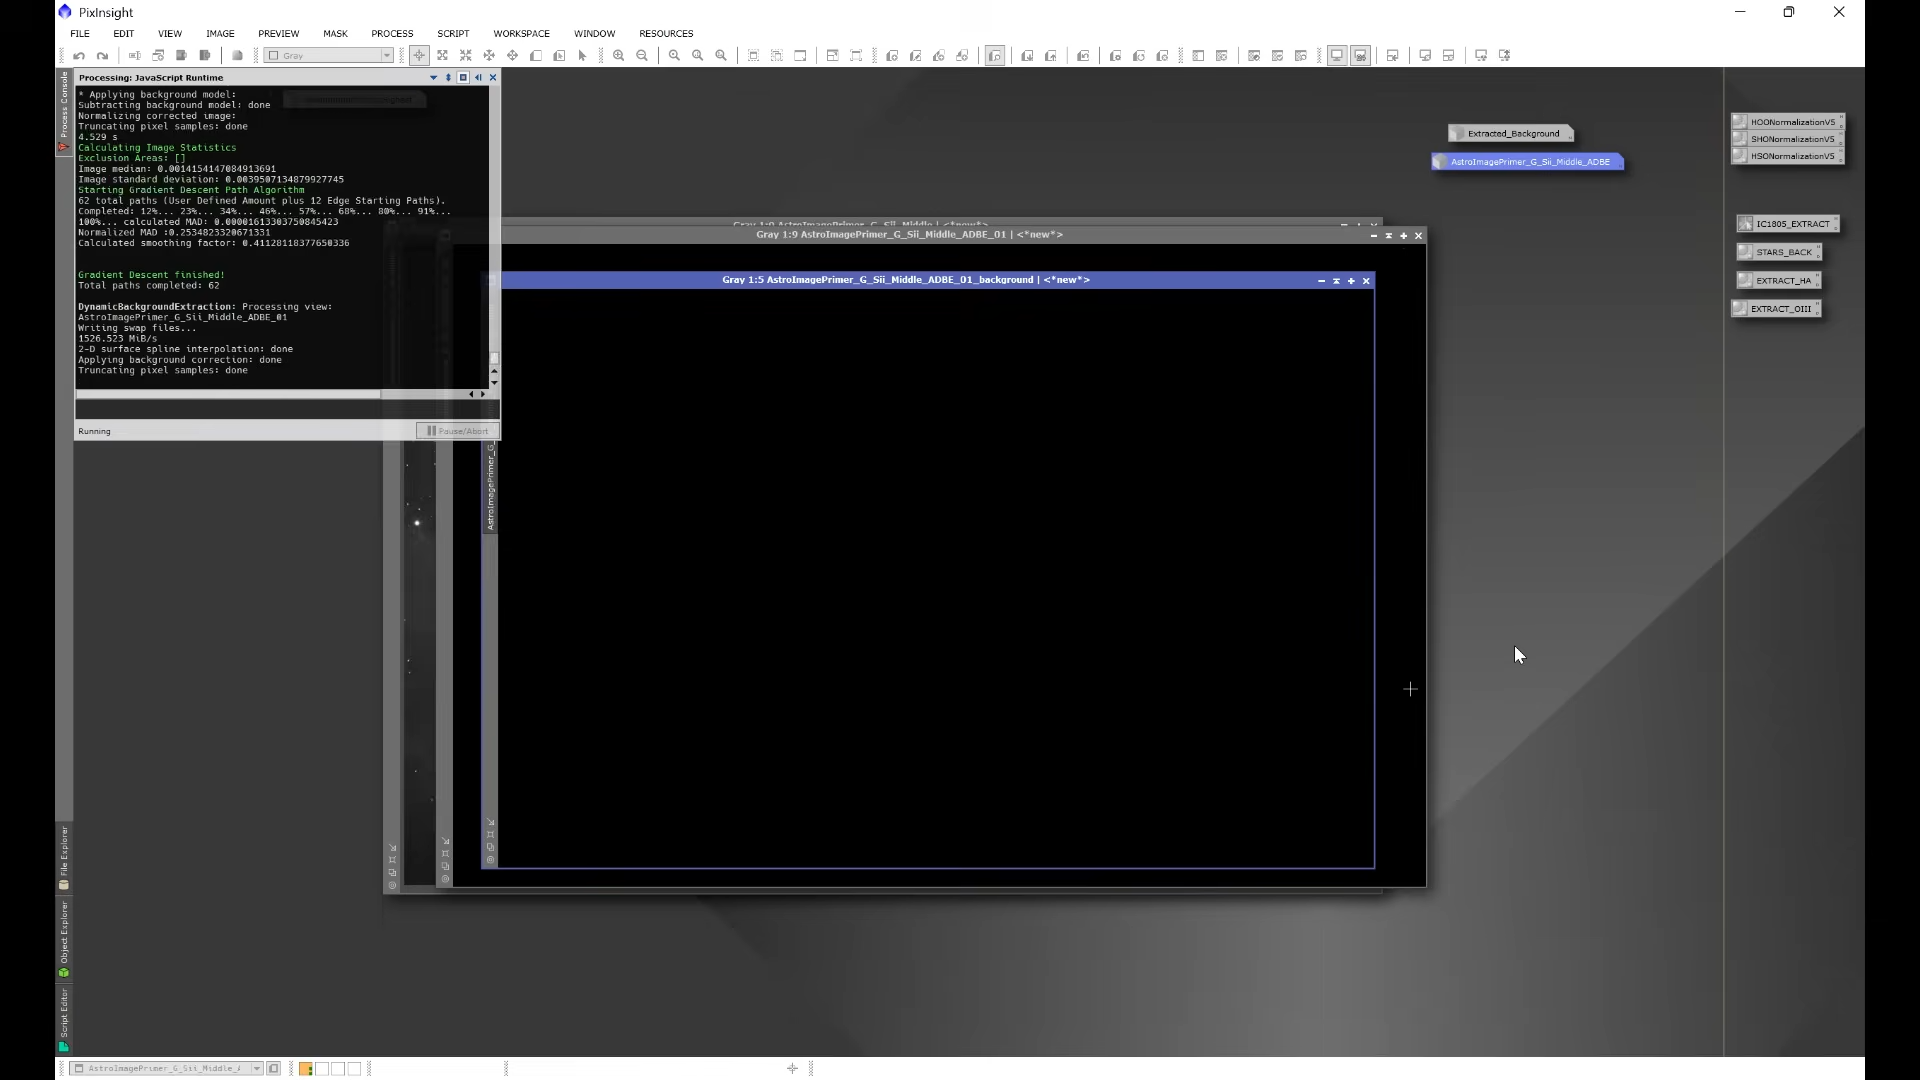 PixInsight
FILE EDIT VIEW IMAGE PREVIEW MASK PROCESS SCRIPT WORKSPACE WINDOW RESOURCES
Gray
Process Console
Processing: JavaScript Runtime
* Applying background model:
Subtracting background model: done
Normalizing corrected image:
Truncating pixel samples: done
4.529 s
Calculating Image Statistics
Exclusion Areas: []
Image median: 0.0014154147084913691
Image standard deviation: 0.0039507134879927745
Starting Gradient Descent Path Algorithm
62 total paths (User Defined Amount plus 12 Edge Starting Paths).
Completed: 12%... 23%... 34%... 46%... 57%... 68%... 80%... 91%...
100%... calculated MAD: 0.00001613303750845423
Normalized MAD :0.2534823320671331
Calculated smoothing factor: 0.41128118377650336
Gradient Descent finished!
Total paths completed: 62
DynamicBackgroundExtraction: Processing view:
AstroImagePrimer_G_Sii_Middle_ADBE_01
Writing swap files...
1526.523 MiB/s
2-D surface spline interpolation: done
Applying background correction: done
Truncating pixel samples: done
Running
Pause/Abort
Extracted_Background
AstroImagePrimer_G_Sii_Middle_ADBE
HOONormalizationV5
SHONormalizationV5
HSONormalizationV5
IC1805_EXTRACT
STARS_BACK
EXTRACT_HA
EXTRACT_OIII
Gray 1:9 AstroImagePrimer_G_Sii_Middle | <*new*>
Gray 1:9 AstroImagePrimer_G_Sii_Middle_ADBE_01 | <*new*>
Gray 1:5 AstroImagePrimer_G_Sii_Middle_ADBE_01_background | <*new*>
AstroImagePrimer_G_
File Explorer
Object Explorer
Script Editor
AstroImagePrimer_G_Sii_Middle_